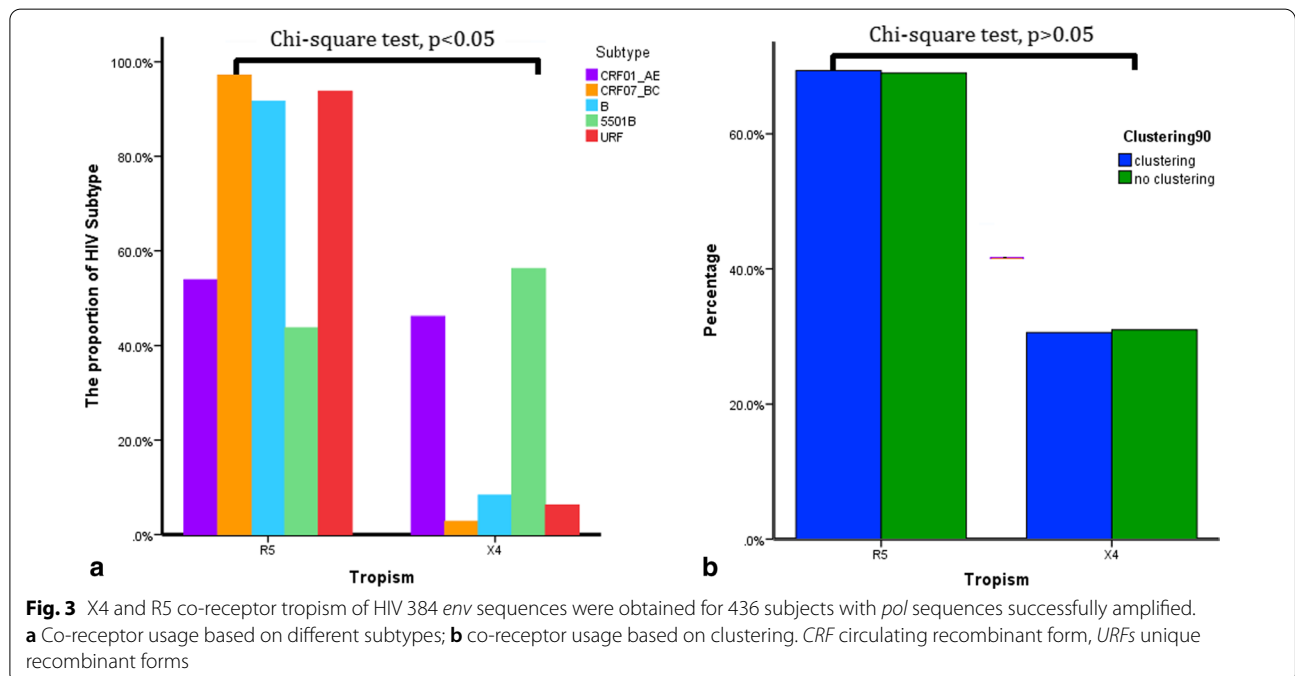 Chi-square test, p<0.05
Subtype
CRF01_AE
CRF07_BC
B
5501B
URF
The proportion of HIV Subtype
100.0%
80.0%
60.0%
40.0%
20.0%
.0%
R5
X4
Tropism
a
Chi-square test, p>0.05
Clustering90
clustering
no clustering
Percentage
60.0%
40.0%
20.0%
.0%
R5
X4
Tropism
b
Fig. 3 X4 and R5 co-receptor tropism of HIV 384 env sequences were obtained for 436 subjects with pol sequences successfully amplified.
a Co-receptor usage based on different subtypes; b co-receptor usage based on clustering. CRF circulating recombinant form, URFs unique
recombinant forms